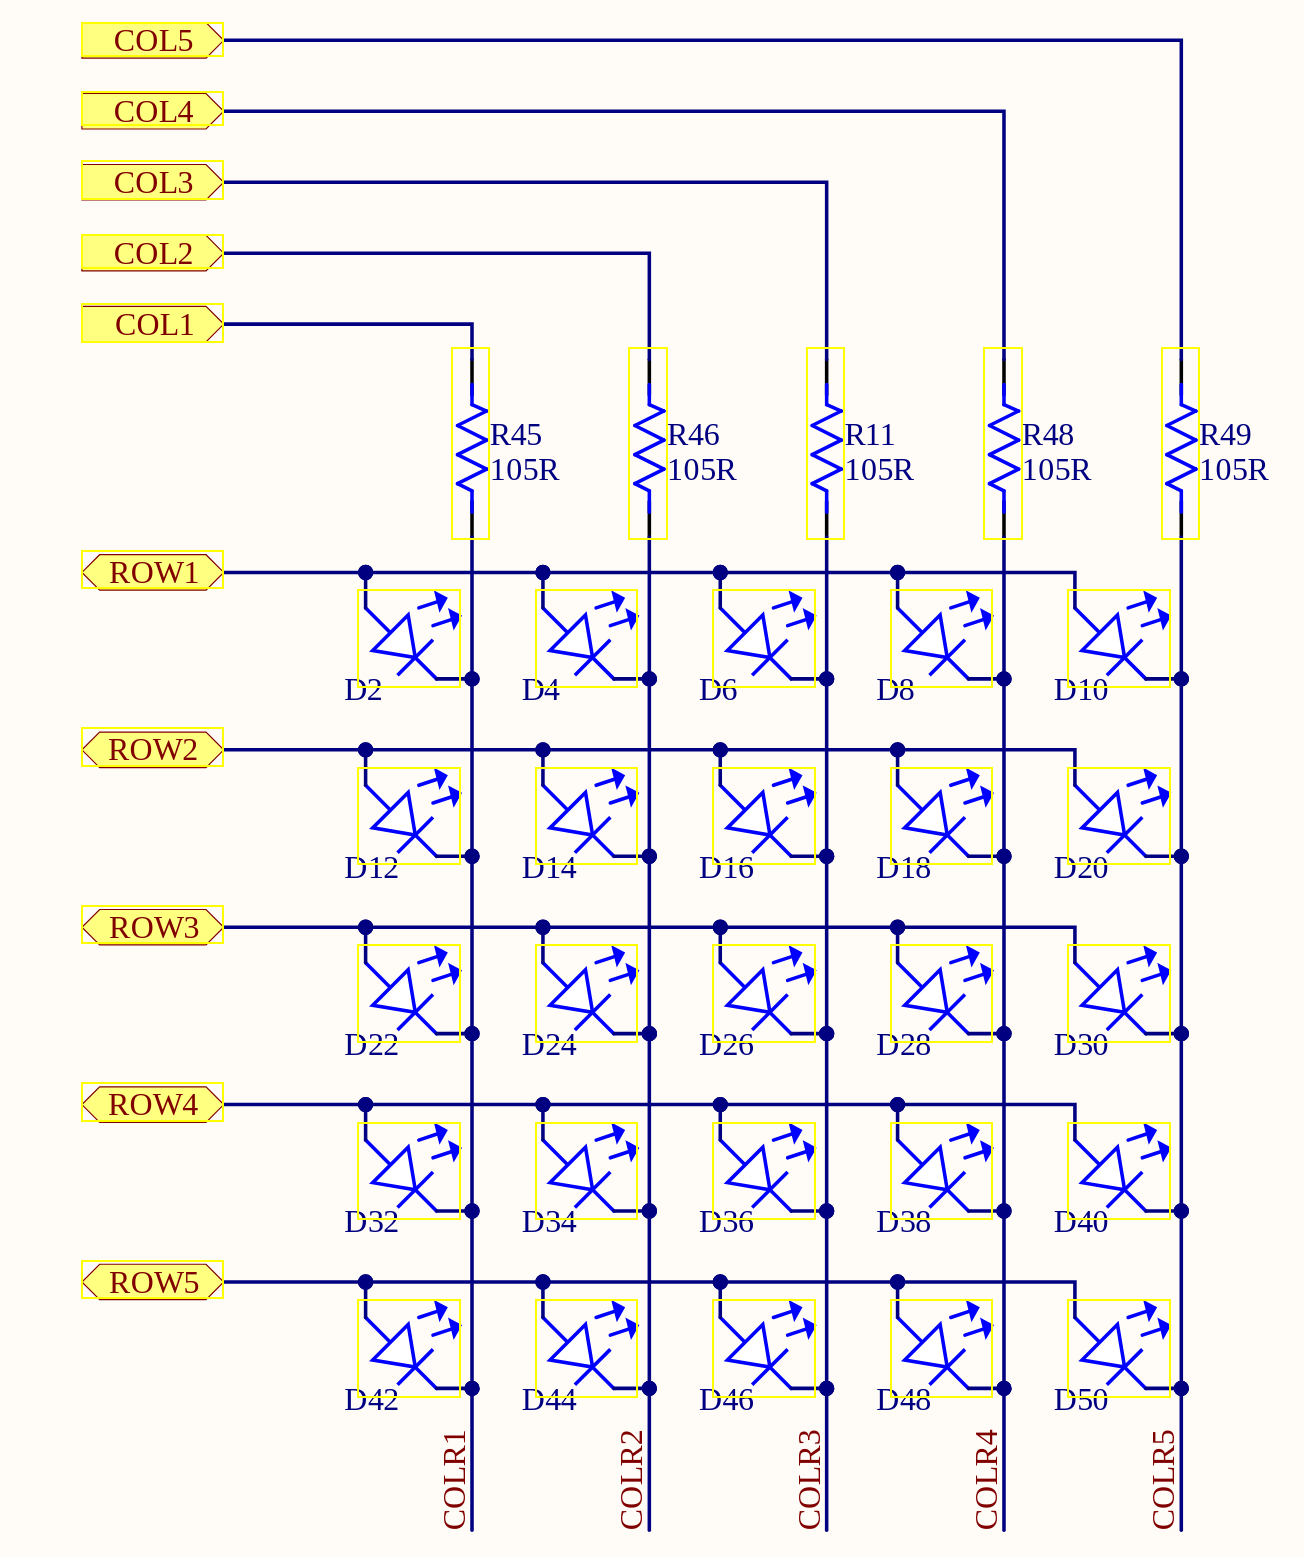 COL5
COL4
COL3
COL2
COL1
R45
105R
R46
105R
R11
105R
R48
105R
R49
105R
ROW1
D2 D4 D6 D8 D10
ROW2
D12 D14 D16 D18 D20
ROW3
D22 D24 D26 D28 D30
ROW4
D32 D34 D36 D38 D40
ROW5
D42 D44 D46 D48 D50
COLR1
COLR2
COLR3
COLR4
COLR5